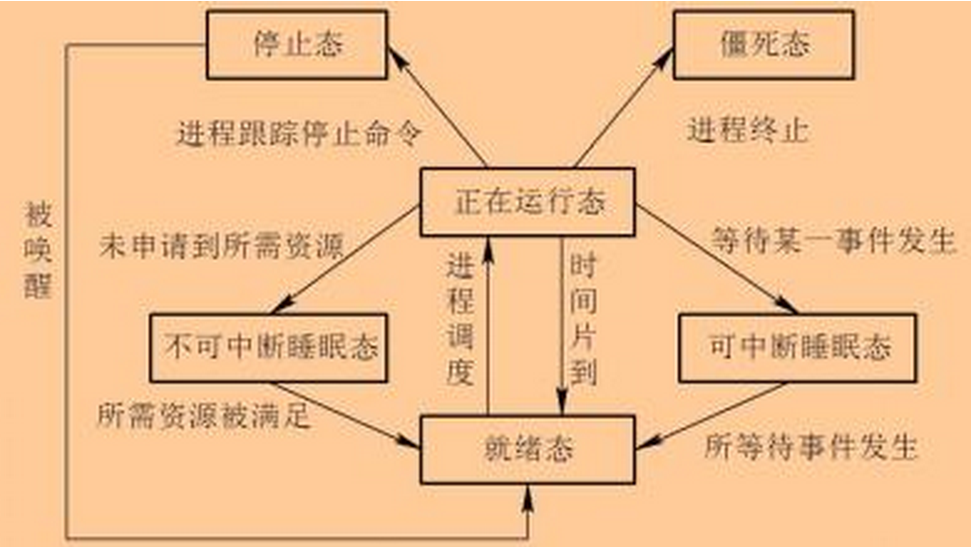 停止态
僵死态
进程跟踪停止命令
进程终止
正在运行态
被唤醒
未申请到所需资源
等待某一事件发生
进程调度
时间片到
不可中断睡眠态
可中断睡眠态
所需资源被满足
就绪态
所等待事件发生